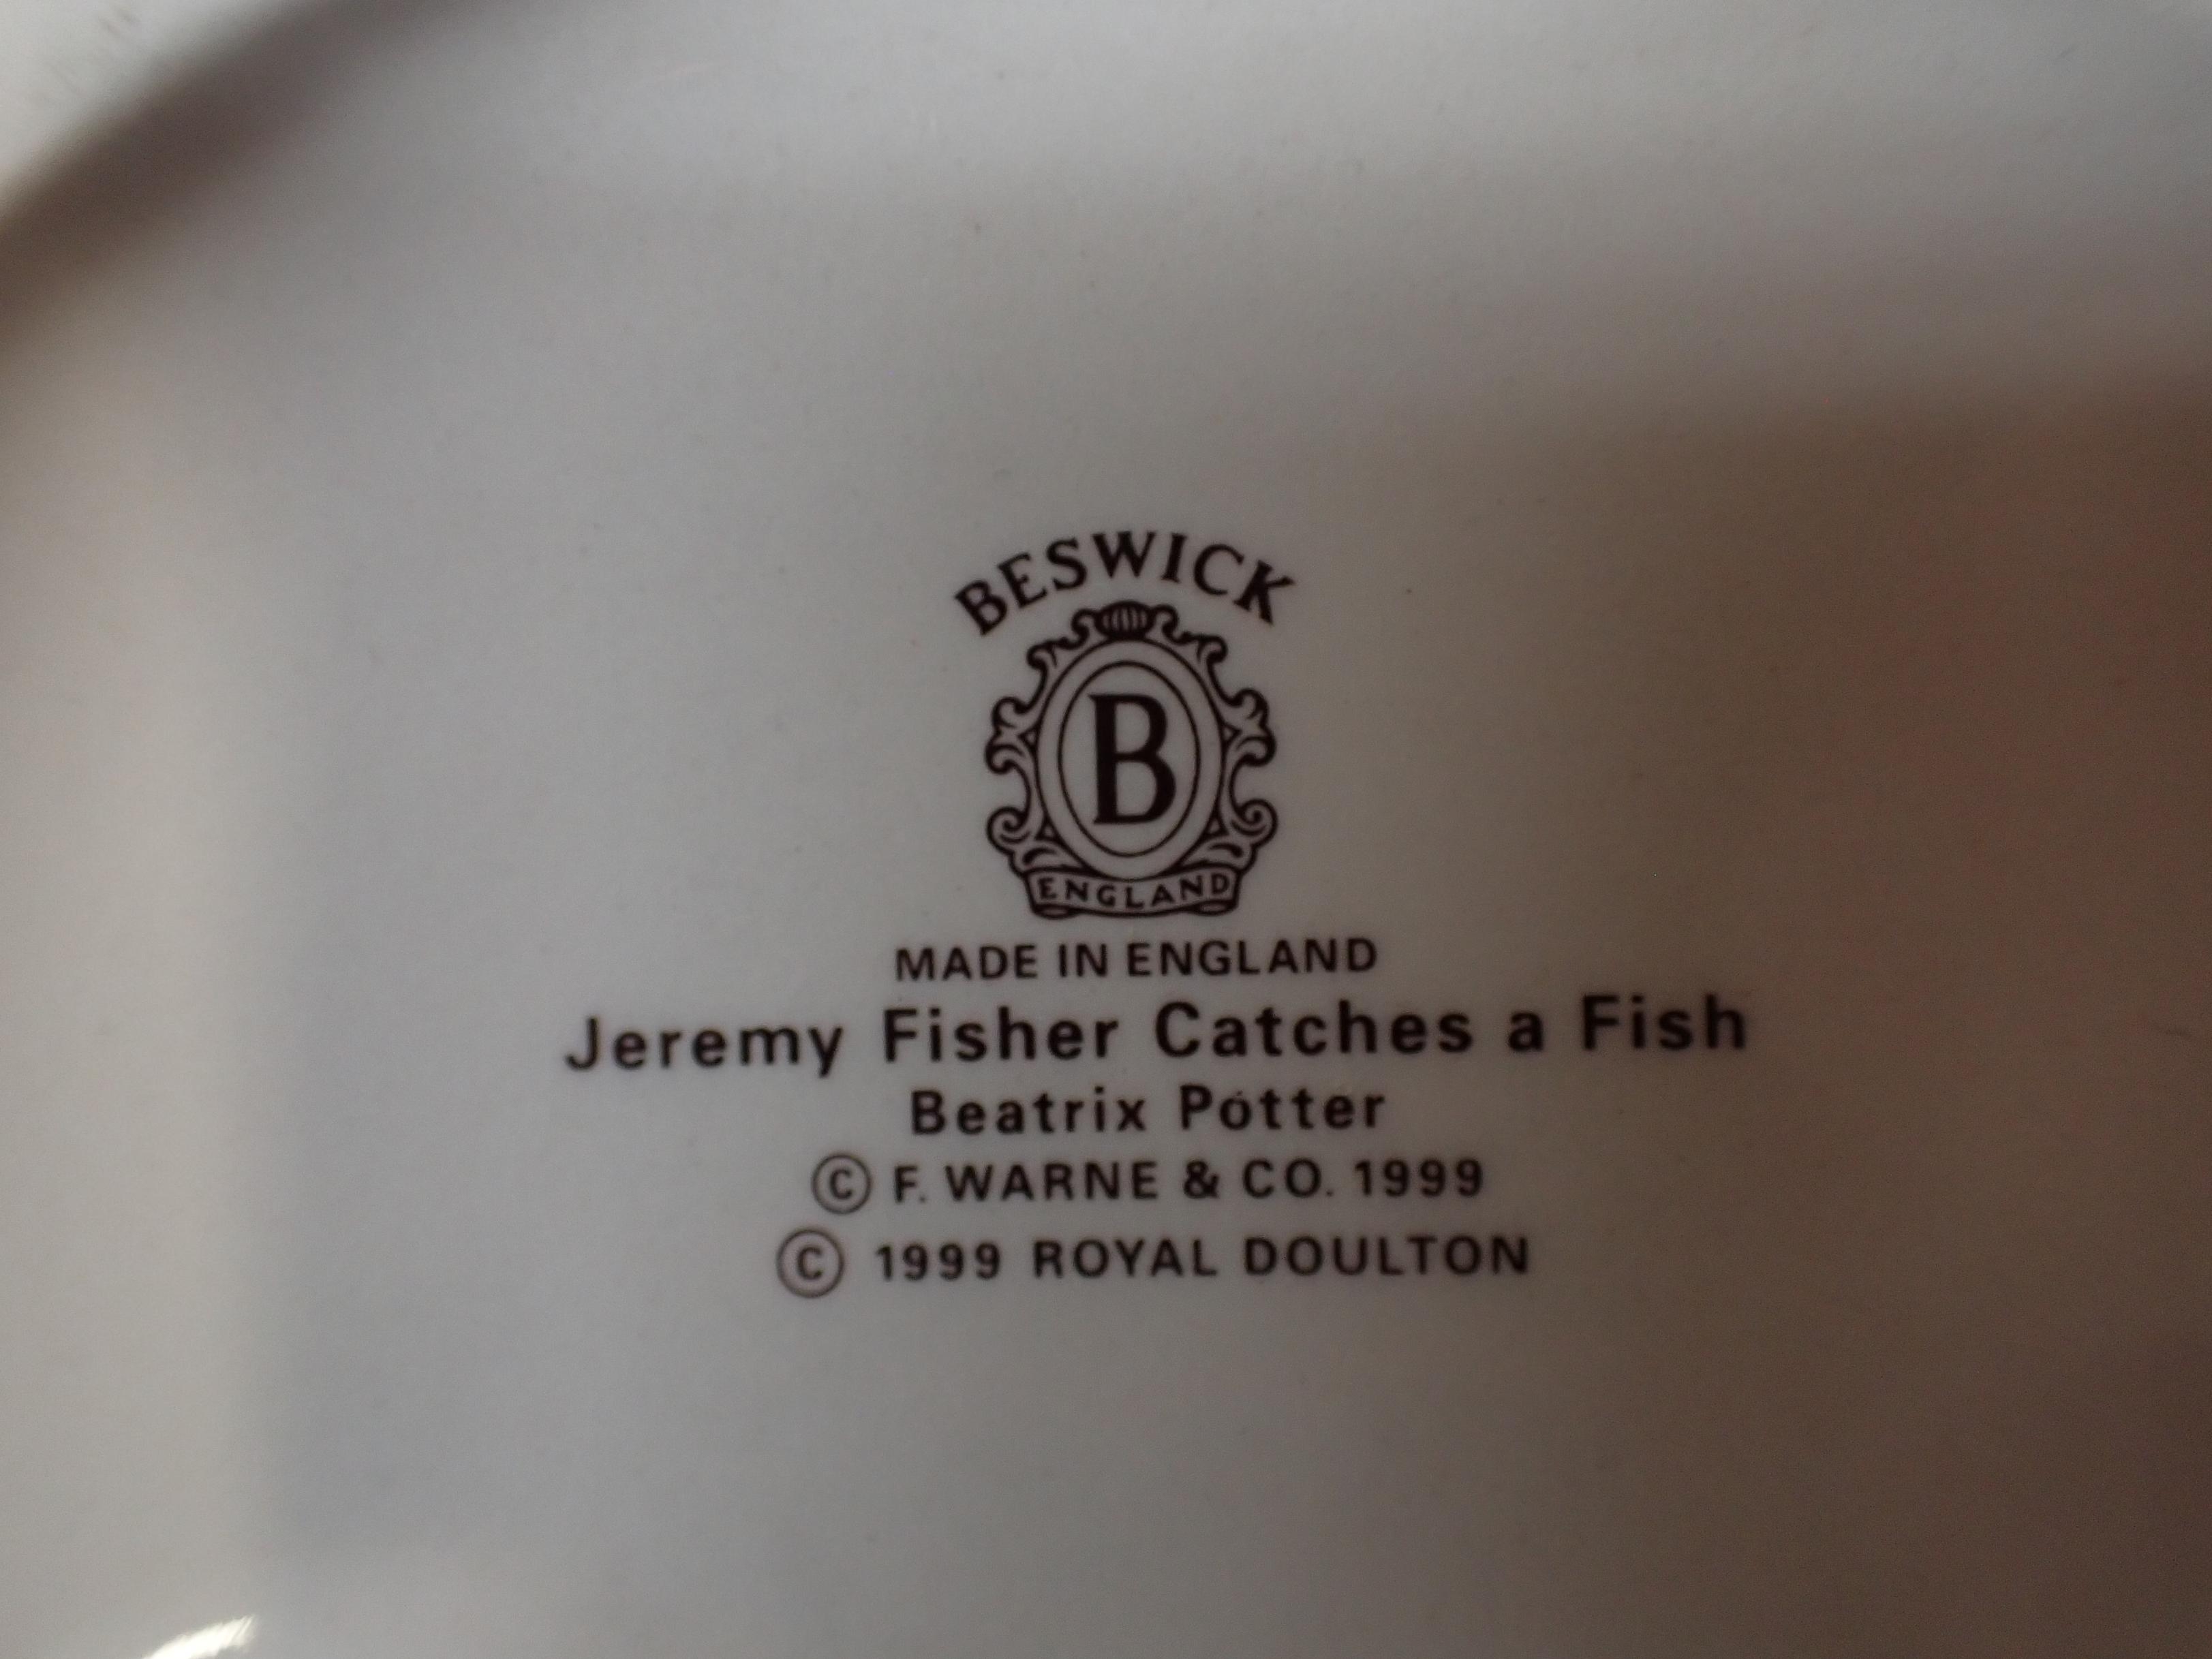 BESWICK
B
ENGLAND
MADE IN ENGLAND
Jeremy Fisher Catches a Fish
Beatrix Potter
© F. WARNE & CO. 1999
© 1999 ROYAL DOULTON